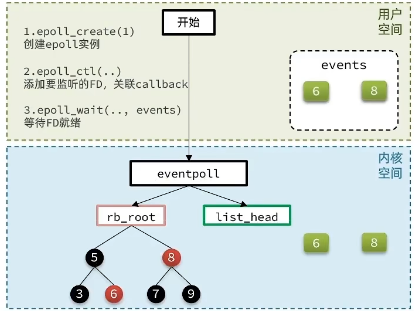 开始
用户
空间
1.epoll_create(1)
创建epoll实例
2.epoll_ctl(..)
添加要监听的FD，关联callback
3.epoll_wait(.., events)
等待FD就绪
events
6
8
内核
空间
eventpoll
rb_root
list_head
6
8
5
8
3
6
7
9